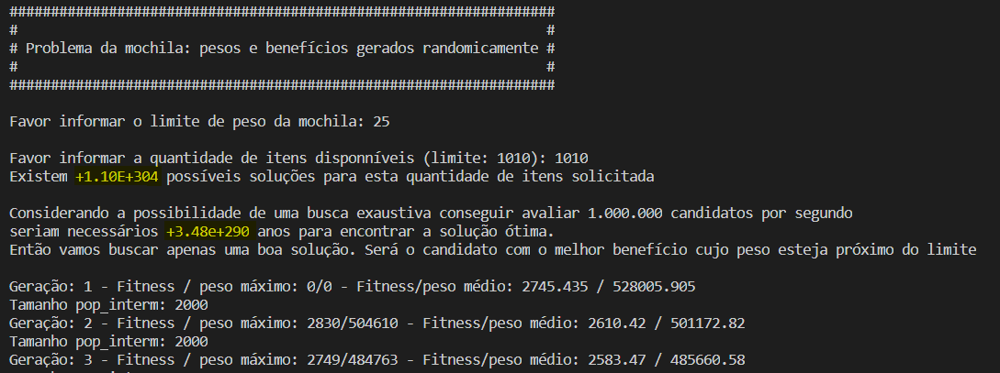 #################################################################
#                                                               #
# Problema da mochila: pesos e benefícios gerados randomicamente #
#                                                               #
#################################################################
Favor informar o limite de peso da mochila: 25
Favor informar a quantidade de itens disponníveis (limite: 1010): 1010
Existem +1.10E+304 possíveis soluções para esta quantidade de itens solicitada
Considerando a possibilidade de uma busca exaustiva conseguir avaliar 1.000.000 candidatos por segundo
seriam necessários +3.48e+290 anos para encontrar a solução ótima.
Então vamos buscar apenas uma boa solução. Será o candidato com o melhor benefício cujo peso esteja próximo do limite
Geração: 1 - Fitness / peso máximo: 0/0 - Fitness/peso médio: 2745.435 / 528005.905
Tamanho pop_interm: 2000
Geração: 2 - Fitness / peso máximo: 2830/504610 - Fitness/peso médio: 2610.42 / 501172.82
Tamanho pop_interm: 2000
Geração: 3 - Fitness / peso máximo: 2749/484763 - Fitness/peso médio: 2583.47 / 485660.58